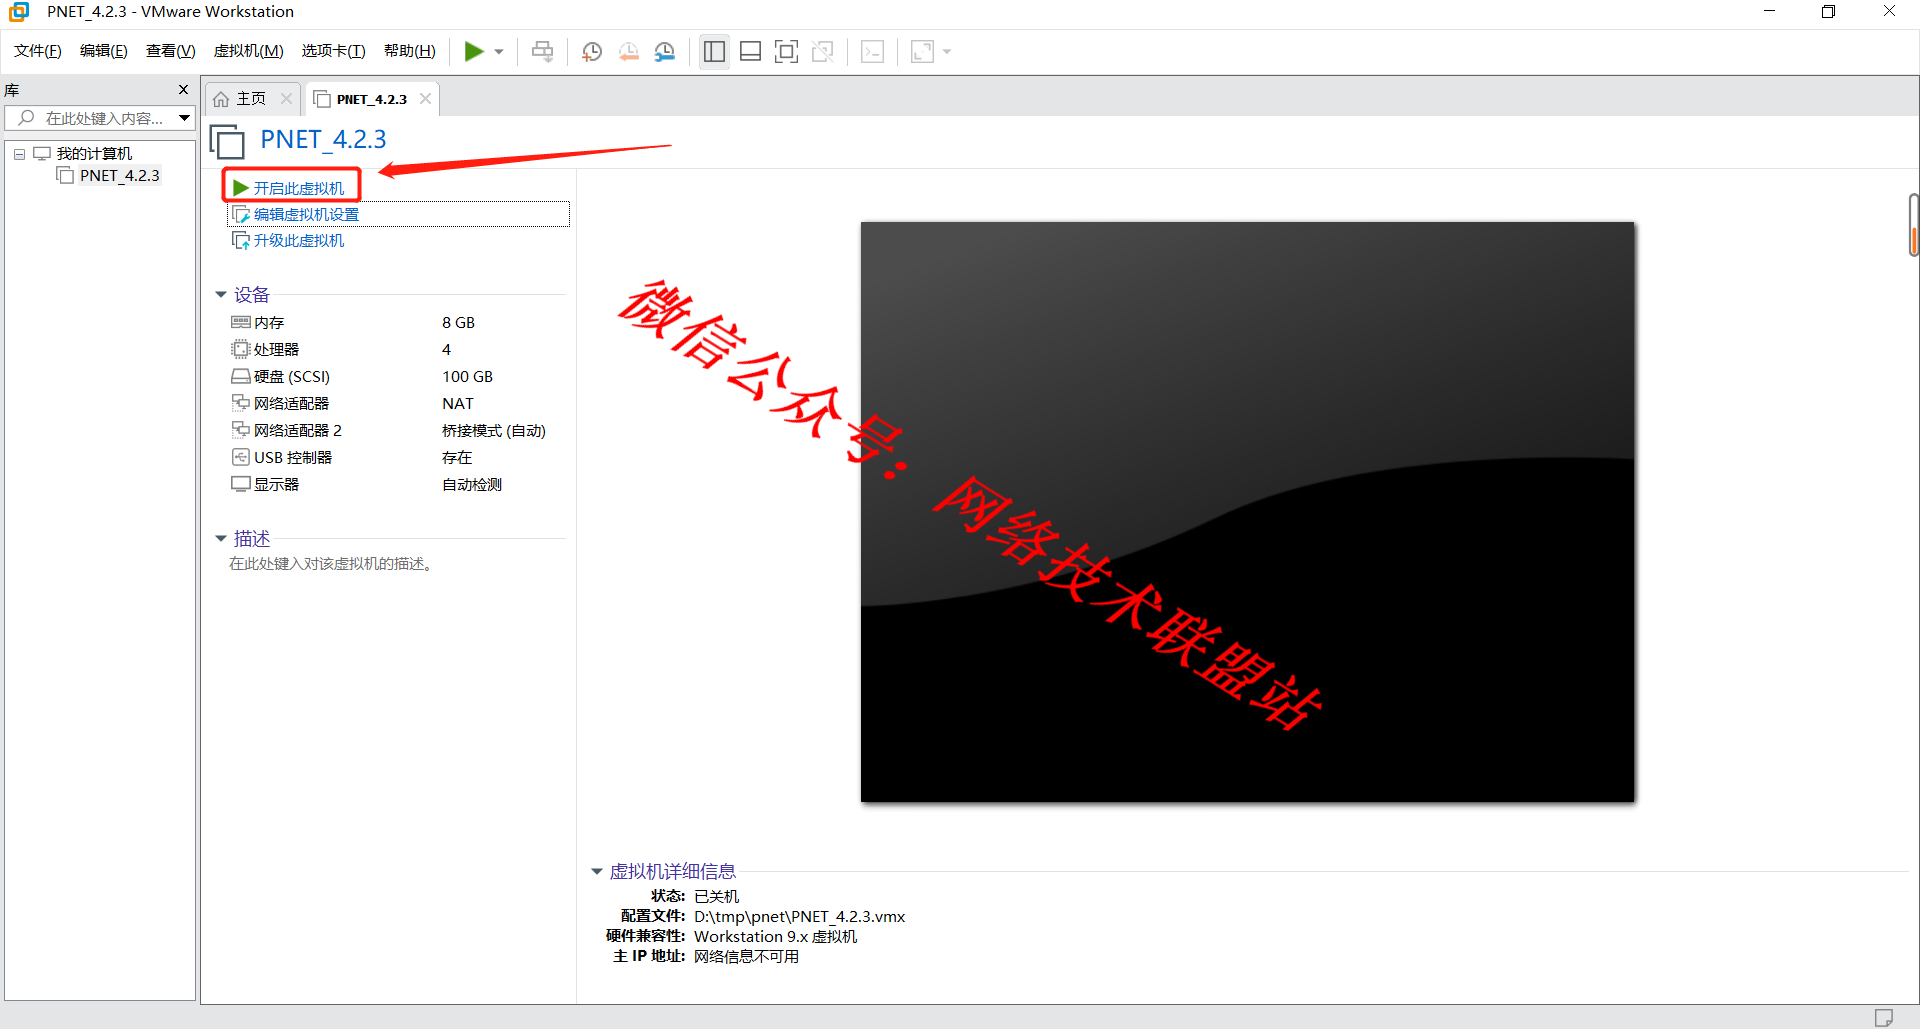 PNET_4.2.3 - VMware Workstation
文件(F) 编辑(E) 查看(V) 虚拟机(M) 选项卡(T) 帮助(H)
库
在此处键入内容...
我的计算机
PNET_4.2.3
主页
PNET_4.2.3
PNET_4.2.3
开启此虚拟机
编辑虚拟机设置
升级此虚拟机
设备
内存 8 GB
处理器 4
硬盘 (SCSI) 100 GB
网络适配器 NAT
网络适配器 2 桥接模式 (自动)
USB 控制器 存在
显示器 自动检测
描述
在此处键入对该虚拟机的描述。
微信公众号：网络技术联盟站
虚拟机详细信息
状态: 已关机
配置文件: D:\tmp\pnet\PNET_4.2.3.vmx
硬件兼容性: Workstation 9.x 虚拟机
主 IP 地址: 网络信息不可用